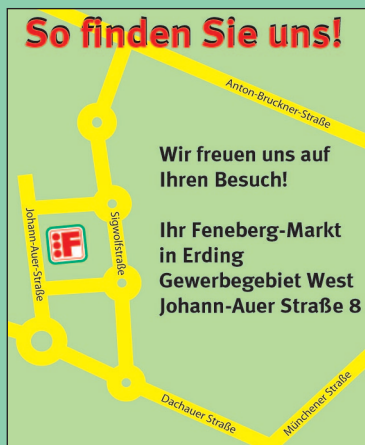 So finden Sie uns!
Anton-Bruckner-Straße
Wir freuen uns auf
Ihren Besuch!
Ihr Feneberg-Markt
in Erding
Gewerbegebiet West
Johann-Auer Straße 8
Johann-Auer-Straße
F
Sigwolfstraße
Dachauer Straße
Münchener Straße